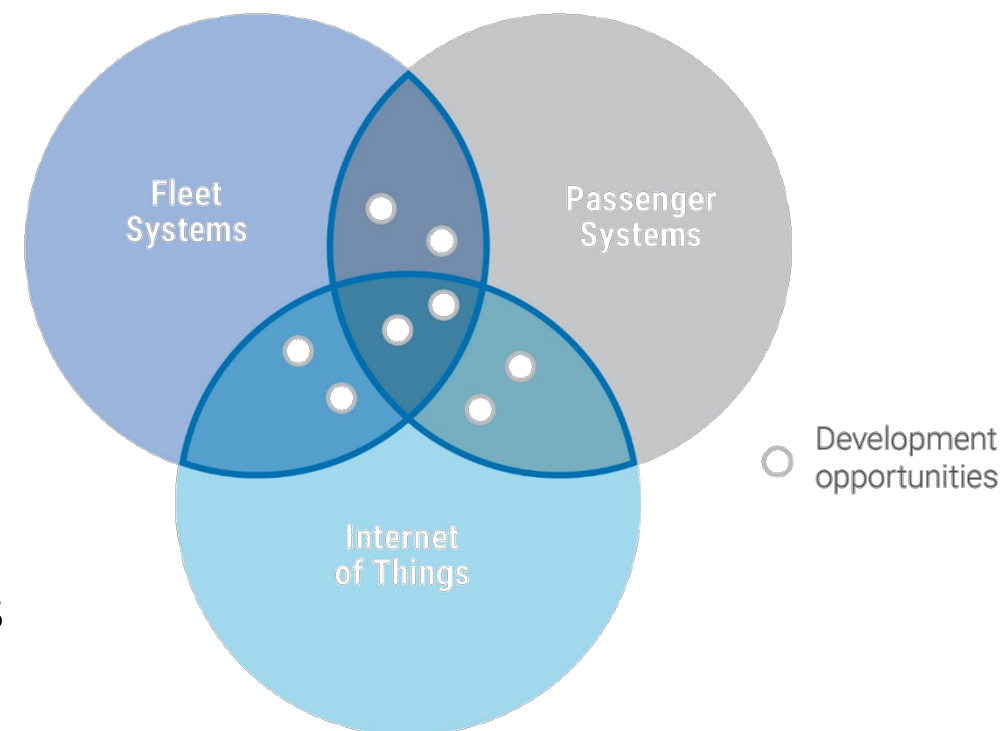 Fleet
Systems
Passenger
Systems
Internet
of Things
Development
opportunities